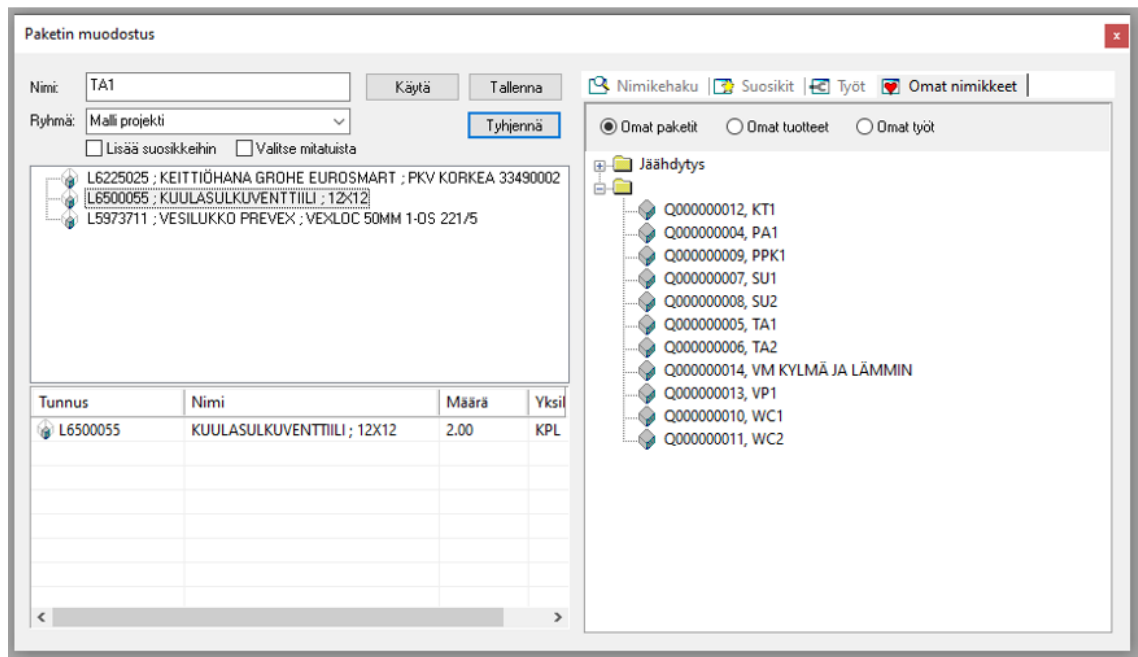 Paketin muodostus
x
Nimi:
TA1
Käytä
Tallenna
Ryhmä:
Malli projekti
Tyhjennä
Lisää suosikkeihin
Valitse mitatuista
L6225025 ; KEITTIÖHANA GROHE EUROSMART ; PKV KORKEA 33490002
L6500055 ; KUULASULKUVENTTIILI ; 12X12
L5973711 ; VESILUKKO PREVEX ; VEXLOC 50MM 1-OS 221/5
Tunnus Nimi Määrä Yksil
L6500055 KUULASULKUVENTTIILI ; 12X12 2.00 KPL
Nimikehaku Suosikit Työt Omat nimikkeet
Omat paketit Omat tuotteet Omat työt
Jäähdytys
Q000000012, KT1
Q000000004, PA1
Q000000009, PPK1
Q000000007, SU1
Q000000008, SU2
Q000000005, TA1
Q000000006, TA2
Q000000014, VM KYLMÄ JA LÄMMIN
Q000000013, VP1
Q000000010, WC1
Q000000011, WC2